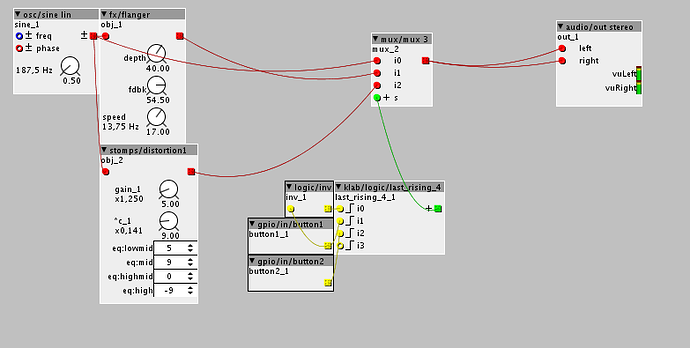 ▼ osc/sine lin
sine_1
± freq ±
± phase
187,5 Hz
0.50
▼ fx/flanger
obj_1
depth
40.00
fdbk
54.50
speed
13,75 Hz
17.00
▼ stomps/distortion1
obj_2
gain_1
x1,250
5.00
^c_1
x0,141
9.00
eq:lowmid 5
eq:mid 9
eq:highmid 0
eq:high -9
▼ mux/mux 3
mux_2
i0
i1
i2
+ s
▼ audio/out stereo
out_1
left
right
vuLeft
vuRight
▼ logic/inv
inv_1
▼ klab/logic/last_rising_4
last_rising_4_1
i0 +
i1
i2
i3
▼ gpio/in/button1
button1_1
▼ gpio/in/button2
button2_1